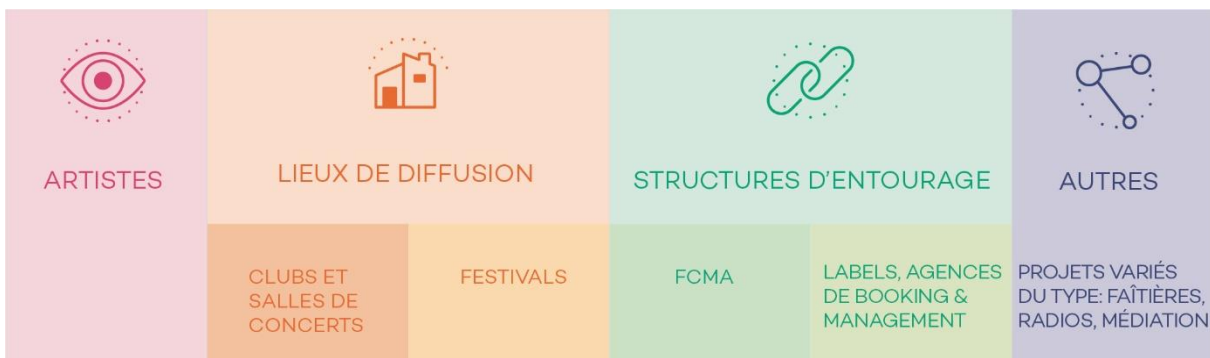 ARTISTES
LIEUX DE DIFFUSION
STRUCTURES D'ENTOURAGE
AUTRES
CLUBS ET
SALLES DE
CONCERTS
FESTIVALS
FCMA
LABELS, AGENCES
DE BOOKING &
MANAGEMENT
PROJETS VARIÉS
DU TYPE: FAÎTIÈRES,
RADIOS, MÉDIATION